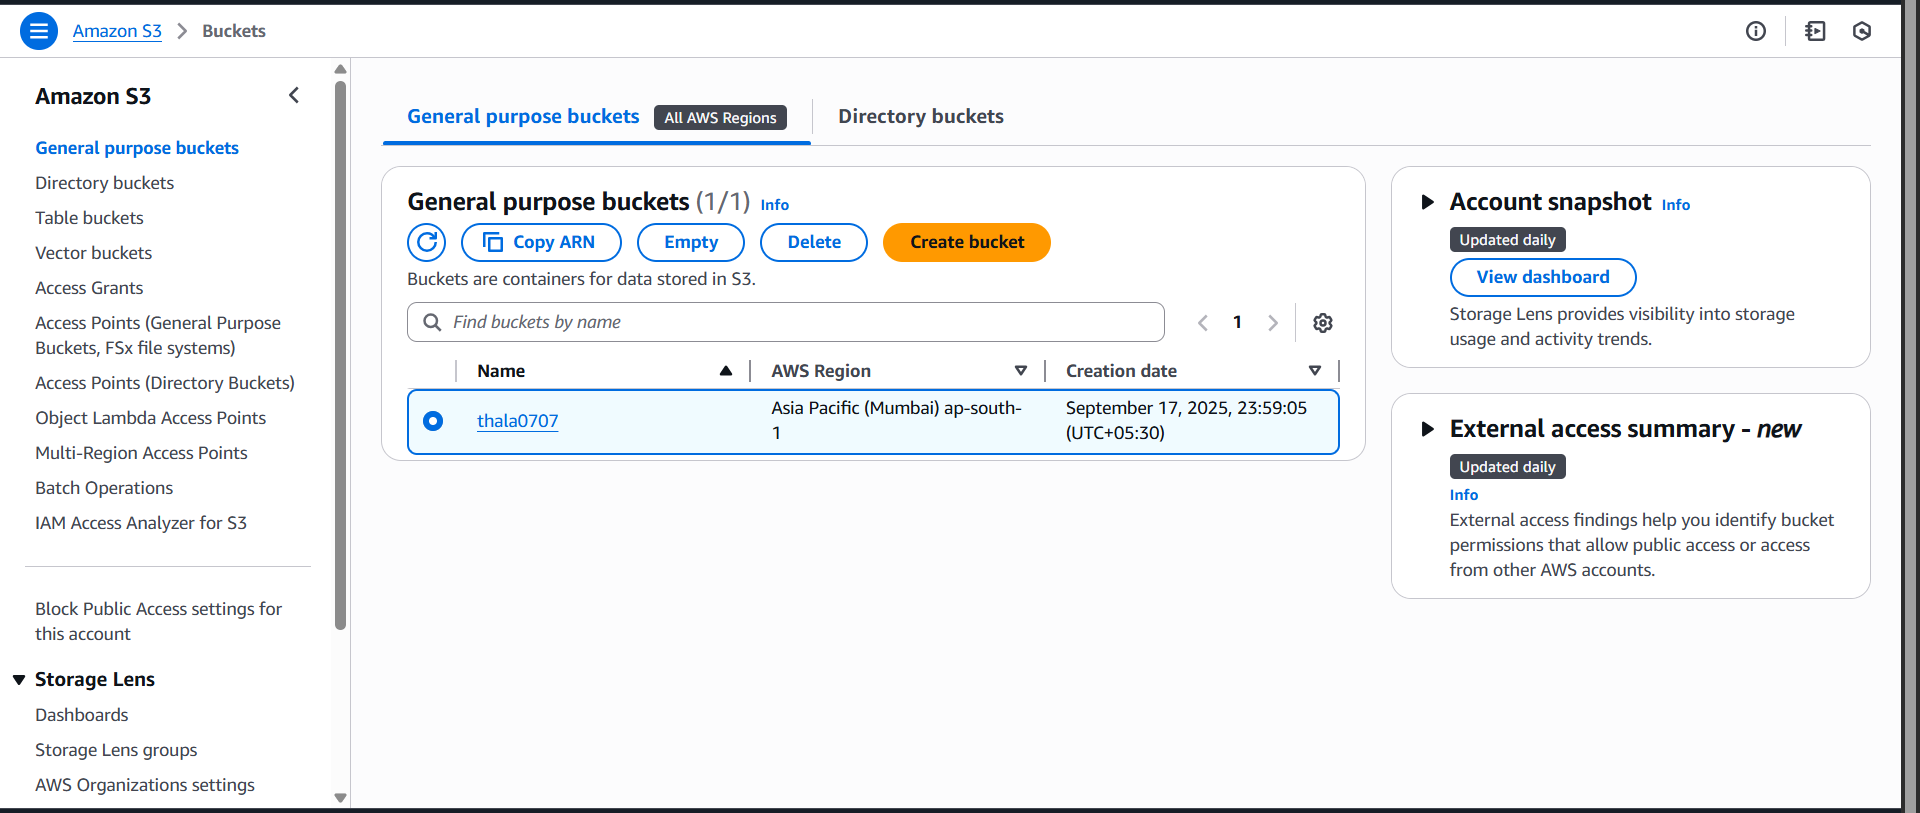 Amazon S3 > Buckets
Amazon S3
General purpose buckets
Directory buckets
Table buckets
Vector buckets
Access Grants
Access Points (General Purpose
Buckets, FSx file systems)
Access Points (Directory Buckets)
Object Lambda Access Points
Multi-Region Access Points
Batch Operations
IAM Access Analyzer for S3
Block Public Access settings for
this account
Storage Lens
Dashboards
Storage Lens groups
AWS Organizations settings
General purpose buckets All AWS Regions Directory buckets
General purpose buckets (1/1) Info
Copy ARN Empty Delete Create bucket
Buckets are containers for data stored in S3.
Find buckets by name 1
Name AWS Region Creation date
thala0707
Asia Pacific (Mumbai) ap-south-
1
September 17, 2025, 23:59:05
(UTC+05:30)
Account snapshot Info
Updated daily
View dashboard
Storage Lens provides visibility into storage
usage and activity trends.
External access summary - new
Updated daily
Info
External access findings help you identify bucket
permissions that allow public access or access
from other AWS accounts.